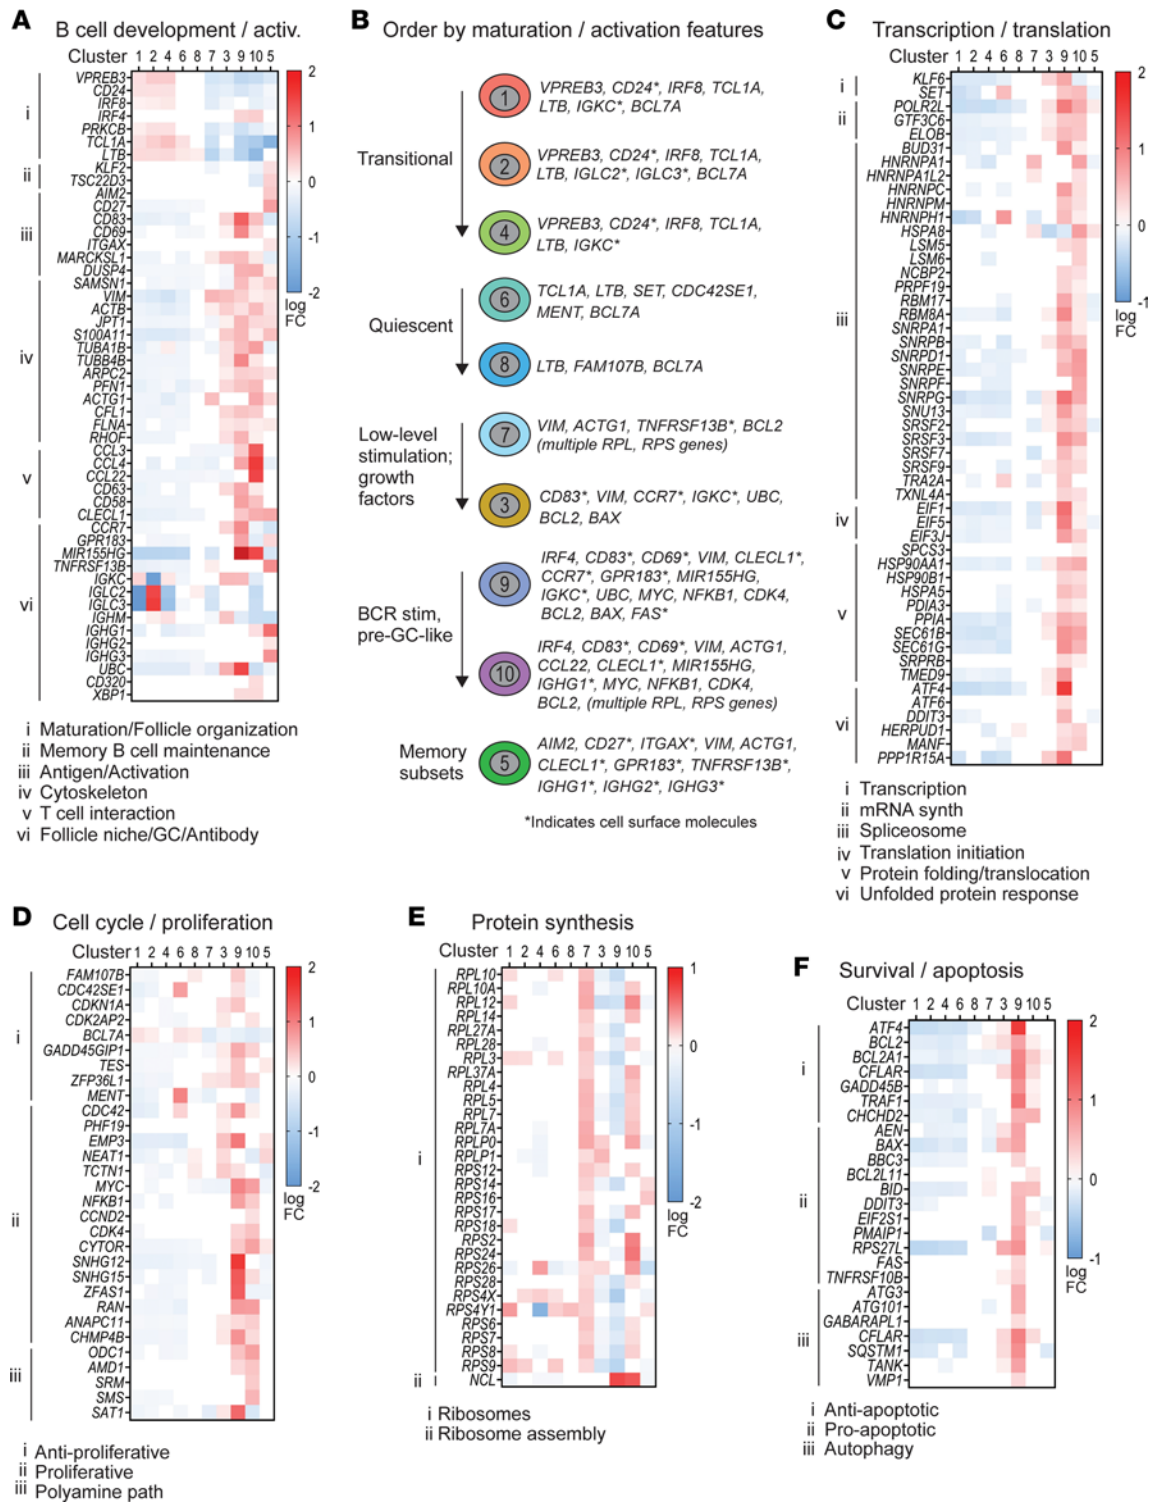 A B cell development / activ.
Cluster 1 2 4 6 8 7 3 9 10 5
VPREB3
CD24
IRF8
IRF4
PRKCB
TCL1A
LTB
KLF2
TSC22D3
AIM2
CD27
CD83
CD69
ITGAX
MARCKSL1
DUSP4
SAMSN1
VIM
ACTB
JPT1
S100A11
TUBA1B
TUBB4B
ARPC2
PFN1
ACTG1
CFL1
FLNA
RHOF
CCL3
CCL4
CCL22
CD63
CD58
CLECL1
CCR7
GPR183
MIR155HG
TNFRSF13B
IGKC
IGLC2
IGLC3
IGHM
IGHG1
IGHG2
IGHG3
UBC
CD320
XBP1
i
ii
iii
iv
v
vi
2
1
0
-1
-2
log
FC
i Maturation/Follicle organization
ii Memory B cell maintenance
iii Antigen/Activation
iv Cytoskeleton
v T cell interaction
vi Follicle niche/GC/Antibody
B Order by maturation / activation features
Transitional
1 VPREB3, CD24*, IRF8, TCL1A,
LTB, IGKC*, BCL7A
2 VPREB3, CD24*, IRF8, TCL1A,
LTB, IGLC2*, IGLC3*, BCL7A
4 VPREB3, CD24*, IRF8, TCL1A,
LTB, IGKC*
Quiescent
6 TCL1A, LTB, SET, CDC42SE1,
MENT, BCL7A
8 LTB, FAM107B, BCL7A
Low-level
stimulation;
growth
factors
7 VIM, ACTG1, TNFRSF13B*, BCL2
(multiple RPL, RPS genes)
3 CD83*, VIM, CCR7*, IGKC*, UBC,
BCL2, BAX
BCR stim,
pre-GC-like
9 IRF4, CD83*, CD69*, VIM, CLECL1*,
CCR7*, GPR183*, MIR155HG,
IGKC*, UBC, MYC, NFKB1, CDK4,
BCL2, BAX, FAS*
10 IRF4, CD83*, CD69*, VIM, ACTG1,
CCL22, CLECL1*, MIR155HG,
IGHG1*, MYC, NFKB1, CDK4,
BCL2, (multiple RPL, RPS genes)
Memory
subsets
5 AIM2, CD27*, ITGAX*, VIM, ACTG1,
CLECL1*, GPR183*, TNFRSF13B*,
IGHG1*, IGHG2*, IGHG3*
*Indicates cell surface molecules
C Transcription / translation
Cluster 1 2 4 6 8 7 3 9 10 5
KLF6
SET
POLR2L
GTF3C6
ELOB
BUD31
HNRNPA1
HNRNPA1L2
HNRNPC
HNRNPM
HNRNPH1
HSPA8
LSM5
LSM6
NCBP2
PRPF19
RBM17
RBM8A
SNRPA1
SNRPB
SNRPD1
SNRPE
SNRPF
SNRPG
SNU13
SRSF2
SRSF3
SRSF7
SRSF9
TRA2A
TXNL4A
EIF1
EIF5
EIF3J
SPCS3
HSP90AA1
HSP90B1
HSPA5
PDIA3
PPIA
SEC61B
SEC61G
SRPRB
TMED9
ATF4
ATF6
DDIT3
HERPUD1
MANF
PPP1R15A
i
ii
iii
iv
v
vi
2
1
0
-1
log
FC
i Transcription
ii mRNA synth
iii Spliceosome
iv Translation initiation
v Protein folding/translocation
vi Unfolded protein response
D Cell cycle / proliferation
Cluster 1 2 4 6 8 7 3 9 10 5
FAM107B
CDC42SE1
CDKN1A
CDK2AP2
BCL7A
GADD45GIP1
TES
ZFP36L1
MENT
CDC42
PHF19
EMP3
NEAT1
TCTN1
MYC
NFKB1
CCND2
CDK4
CYTOR
SNHG12
SNHG15
ZFAS1
RAN
ANAPC11
CHMP4B
ODC1
AMD1
SRM
SMS
SAT1
i
ii
iii
2
1
0
-1
-2
log
FC
i Anti-proliferative
ii Proliferative
iii Polyamine path
E Protein synthesis
Cluster 1 2 4 6 8 7 3 9 10 5
RPL10
RPL10A
RPL12
RPL14
RPL27A
RPL28
RPL3
RPL37A
RPL4
RPL5
RPL7
RPL7A
RPLP0
RPLP1
RPS12
RPS14
RPS16
RPS17
RPS18
RPS2
RPS24
RPS26
RPS28
RPS4X
RPS4Y1
RPS6
RPS7
RPS8
RPS9
NCL
i
ii
1
0
-1
-2
log
FC
i Ribosomes
ii Ribosome assembly
F Survival / apoptosis
Cluster 1 2 4 6 8 7 3 9 10 5
ATF4
BCL2
BCL2A1
CFLAR
GADD45B
TRAF1
CHCHD2
AEN
BAX
BBC3
BCL2L11
BID
DDIT3
EIF2S1
PMAIP1
RPS27L
FAS
TNFRSF10B
ATG3
ATG101
GABARAPL1
CFLAR
SQSTM1
TANK
VMP1
i
ii
iii
2
1
0
-1
log
FC
i Anti-apoptotic
ii Pro-apoptotic
iii Autophagy